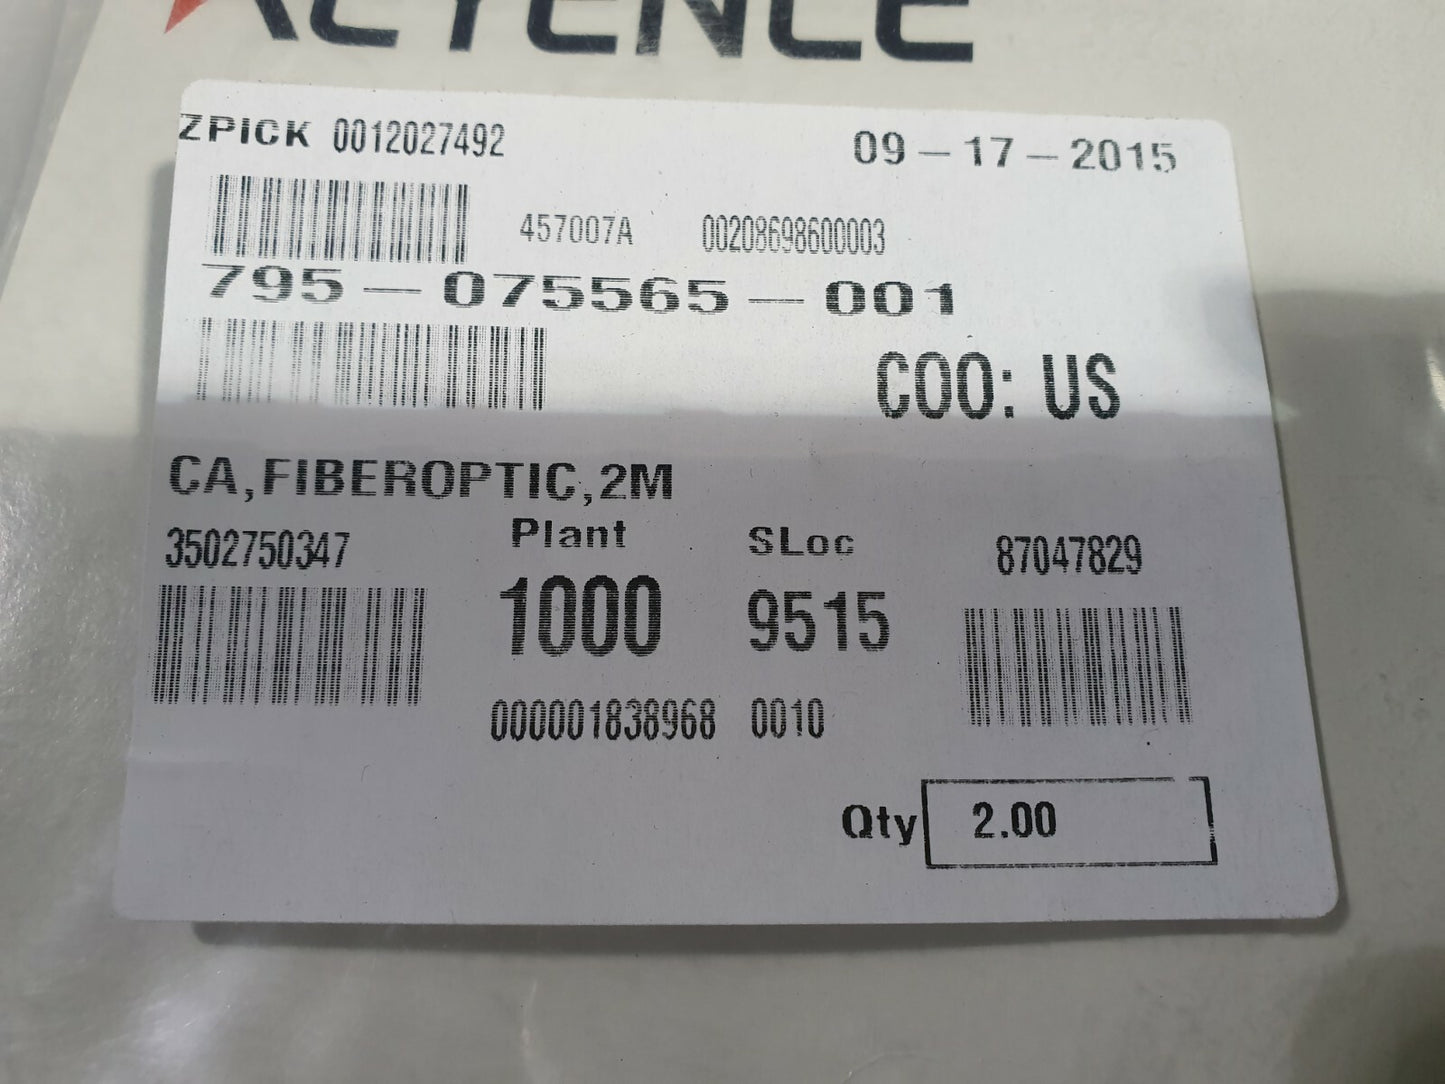 KEYENCE
ZPICK 0012027492 09-17-2015
457007A 00208698600003
795-075565-001
COO: US
CA,FIBEROPTIC,2M
3502750347 Plant SLoc 87047829
1000 9515
000001838968 0010
Qty 2.00